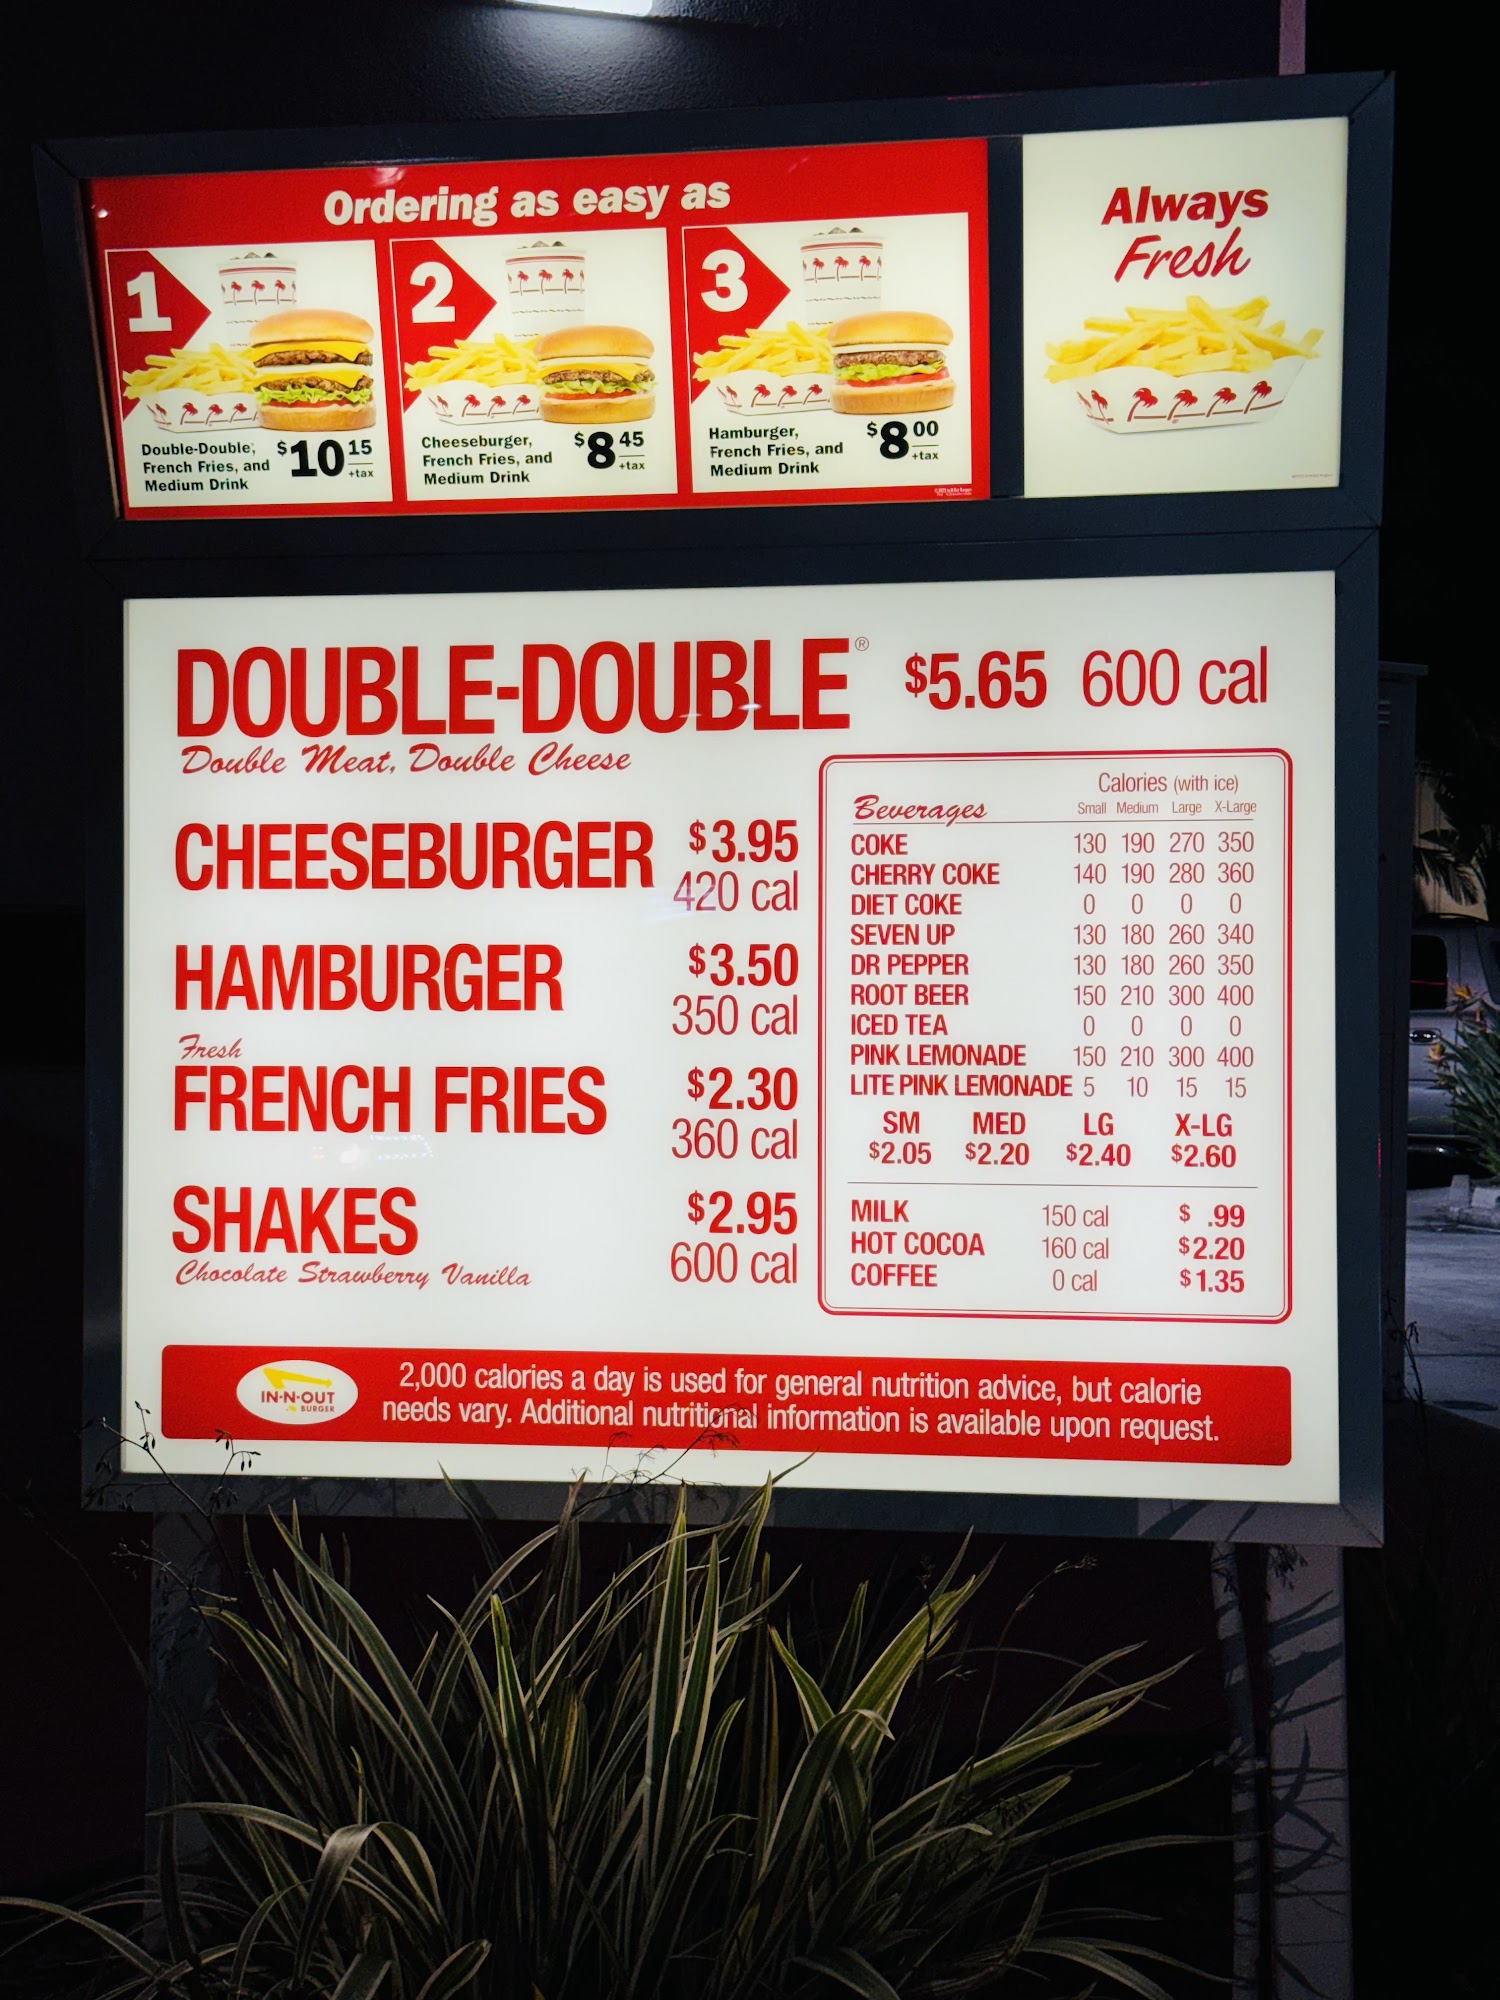 Ordering as easy as
1
Double-Double®,
French Fries, and
Medium Drink
$10 15
+tax
2
Cheeseburger,
French Fries, and
Medium Drink
$8 45
+tax
3
Hamburger,
French Fries, and
Medium Drink
$8 00
+tax
Always
Fresh
DOUBLE-DOUBLE® $5.65 600 cal
Double Meat, Double Cheese
CHEESEBURGER $3.95
420 cal
HAMBURGER $3.50
350 cal
Fresh
FRENCH FRIES $2.30
360 cal
SHAKES $2.95
Chocolate Strawberry Vanilla 600 cal
Calories (with ice)
Beverages Small Medium Large X-Large
COKE 130 190 270 350
CHERRY COKE 140 190 280 360
DIET COKE 0 0 0 0
SEVEN UP 130 180 260 340
DR PEPPER 130 180 260 350
ROOT BEER 150 210 300 400
ICED TEA 0 0 0 0
PINK LEMONADE 150 210 300 400
LITE PINK LEMONADE 5 10 15 15
SM MED LG X-LG
$2.05 $2.20 $2.40 $2.60
MILK 150 cal $ .99
HOT COCOA 160 cal $2.20
COFFEE 0 cal $1.35
IN-N-OUT
BURGER
2,000 calories a day is used for general nutrition advice, but calorie
needs vary. Additional nutritional information is available upon request.